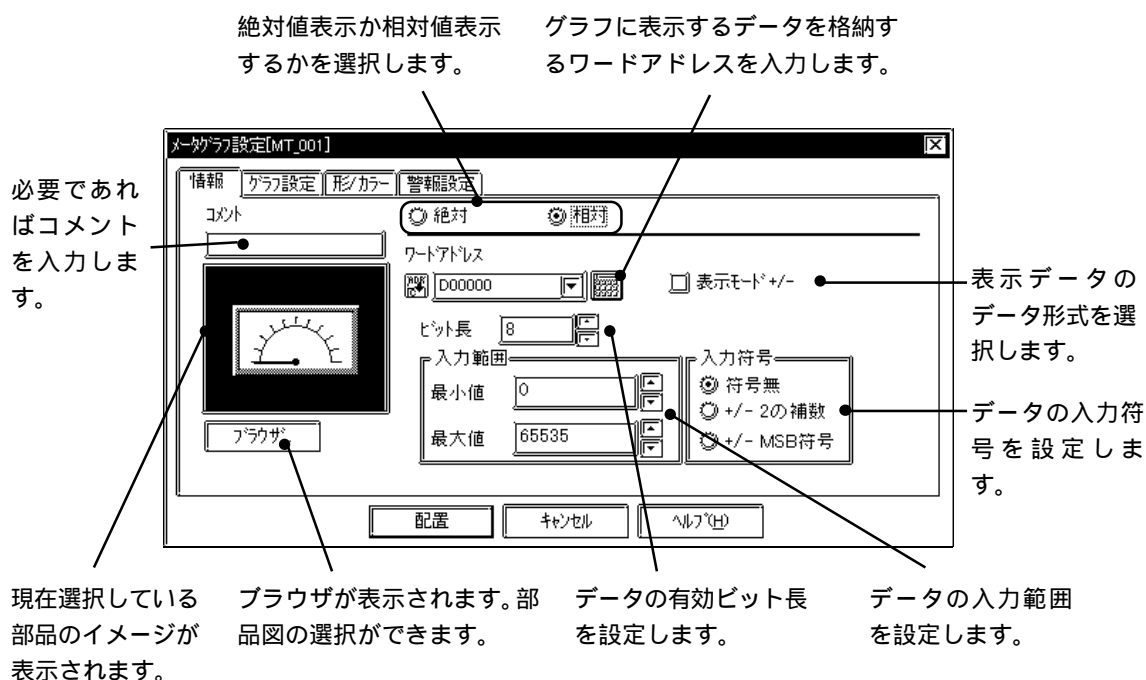 絶対値表示か相対値表示
するかを選択します。
グラフに表示するデータを格納す
るワードアドレスを入力します。
メータグラフ設定[MT_001]
情報
グラフ設定
形/カラー
警報設定
必要であれ
ばコメント
を入力しま
す。
コメント
絶対
相対
ワードアドレス
D00000
表示モード+/-
表示データの
データ形式を選
択します。
ビット長
8
入力範囲
最小値
0
最大値
65535
入力符号
符号無
+/- 2の補数
+/- MSB符号
データの入力符
号を設定しま
す。
ブラウザ
配置
キャンセル
ヘルプ(H)
現在選択している
部品のイメージが
表示されます。
ブラウザが表示されます。部
品図の選択ができます。
データの有効ビット長
を設定します。
データの入力範囲
を設定します。